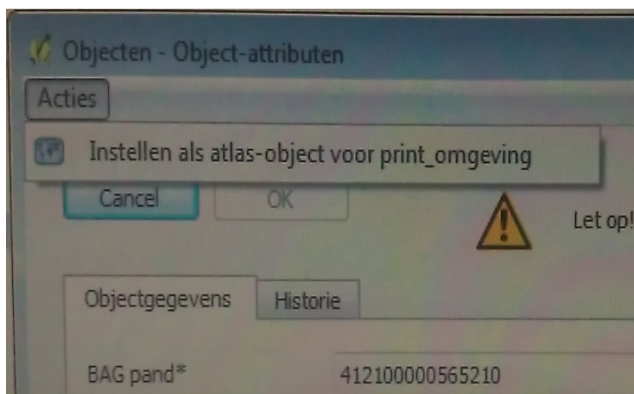 Objecten - Object-attributen
Acties
Instellen als atlas-object voor print_omgeving
Cancel OK
Let op!
Objectgegevens Historie
BAG pand* 412100000565210